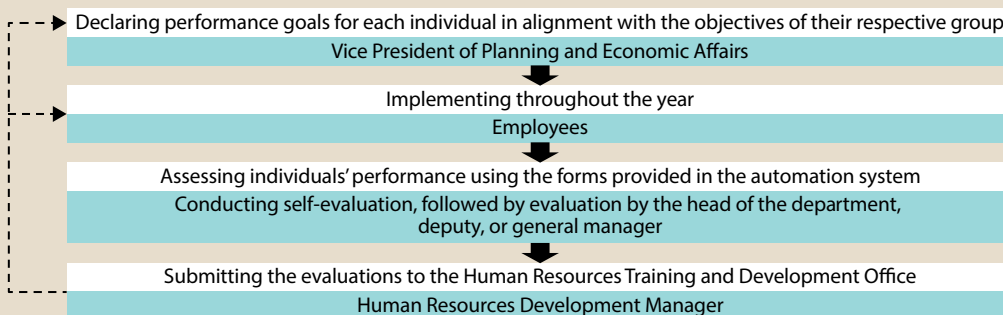 Declaring performance goals for each individual in alignment with the objectives of their respective group
Vice President of Planning and Economic Affairs
Implementing throughout the year
Employees
Assessing individuals' performance using the forms provided in the automation system
Conducting self-evaluation, followed by evaluation by the head of the department,
deputy, or general manager
Submitting the evaluations to the Human Resources Training and Development Office
Human Resources Development Manager